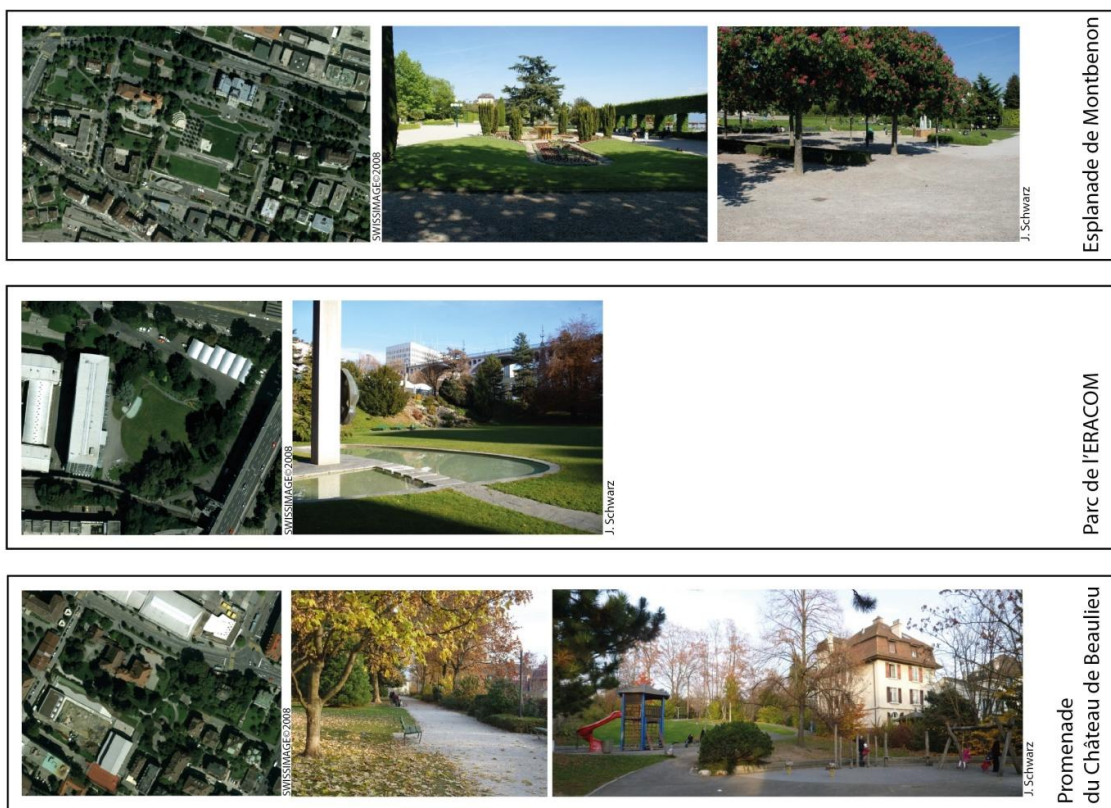 SWISSIMAGE©2008
J. Schwarz
Esplanade de Montbenon
SWISSIMAGE©2008
J. Schwarz
Parc de l'ERACOM
SWISSIMAGE©2008
J. Schwarz
Promenade
du Château de Beaulieu